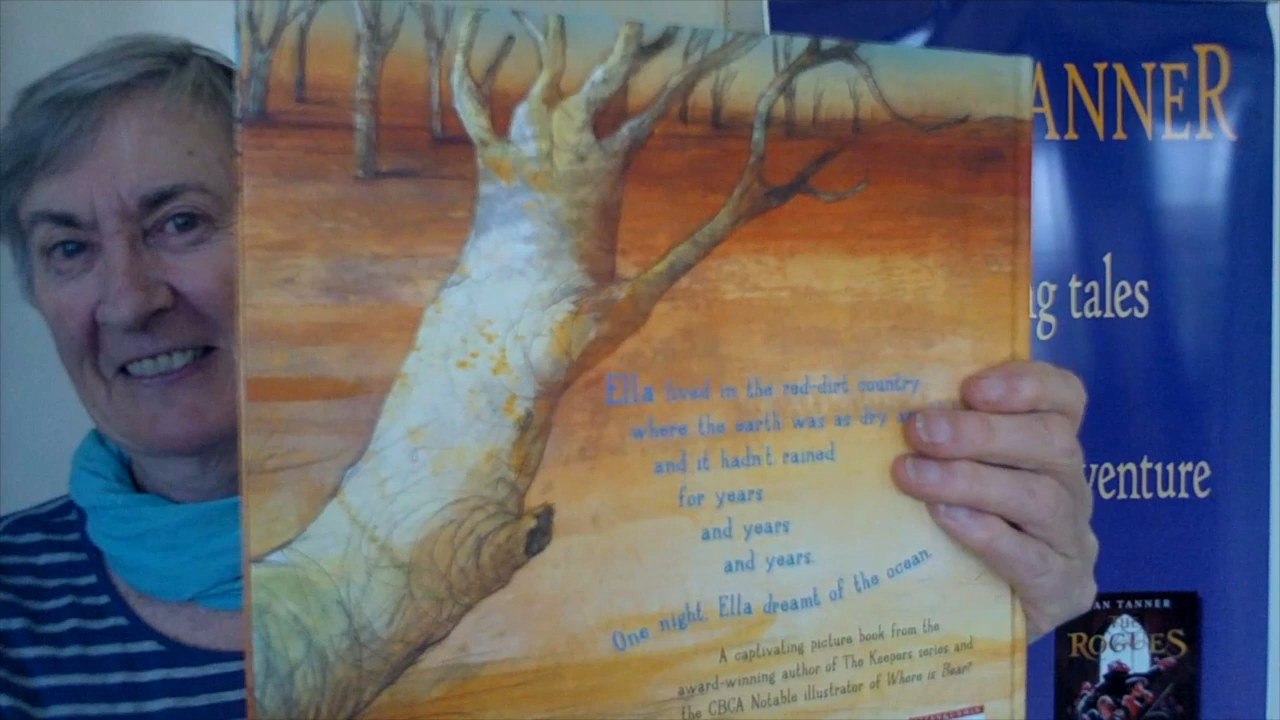 Ella lived in the red-dirt country
where the earth was as dry
and it hadn't rained
for years
and years
and years.
One night, Ella dreamt of the ocean.
A captivating picture book from the
award-winning author of The Keepers series and
the CBCA Notable illustrator of Where is Bear?
ANNER
g tales
venture
AN TANNER
THE
ROGUES